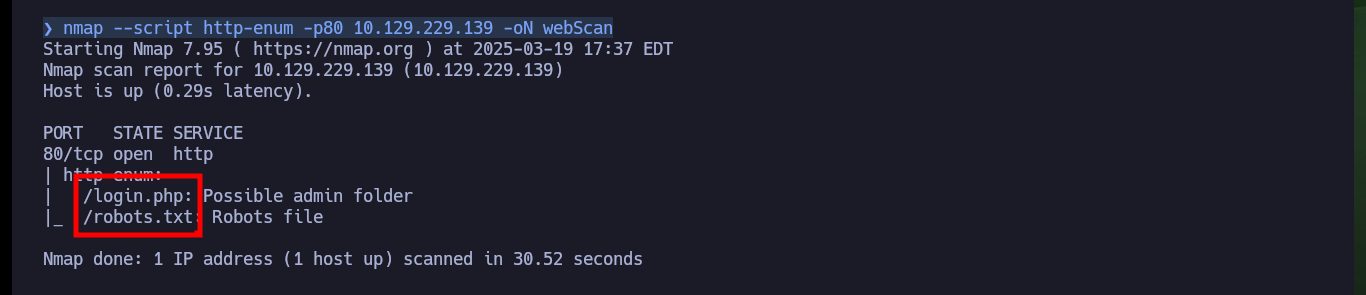 ❯ nmap --script http-enum -p80 10.129.229.139 -oN webScan
Starting Nmap 7.95 ( https://nmap.org ) at 2025-03-19 17:37 EDT
Nmap scan report for 10.129.229.139 (10.129.229.139)
Host is up (0.29s latency).
PORT   STATE SERVICE
80/tcp open  http
| http-enum:
|   /login.php: Possible admin folder
|_  /robots.txt: Robots file
Nmap done: 1 IP address (1 host up) scanned in 30.52 seconds